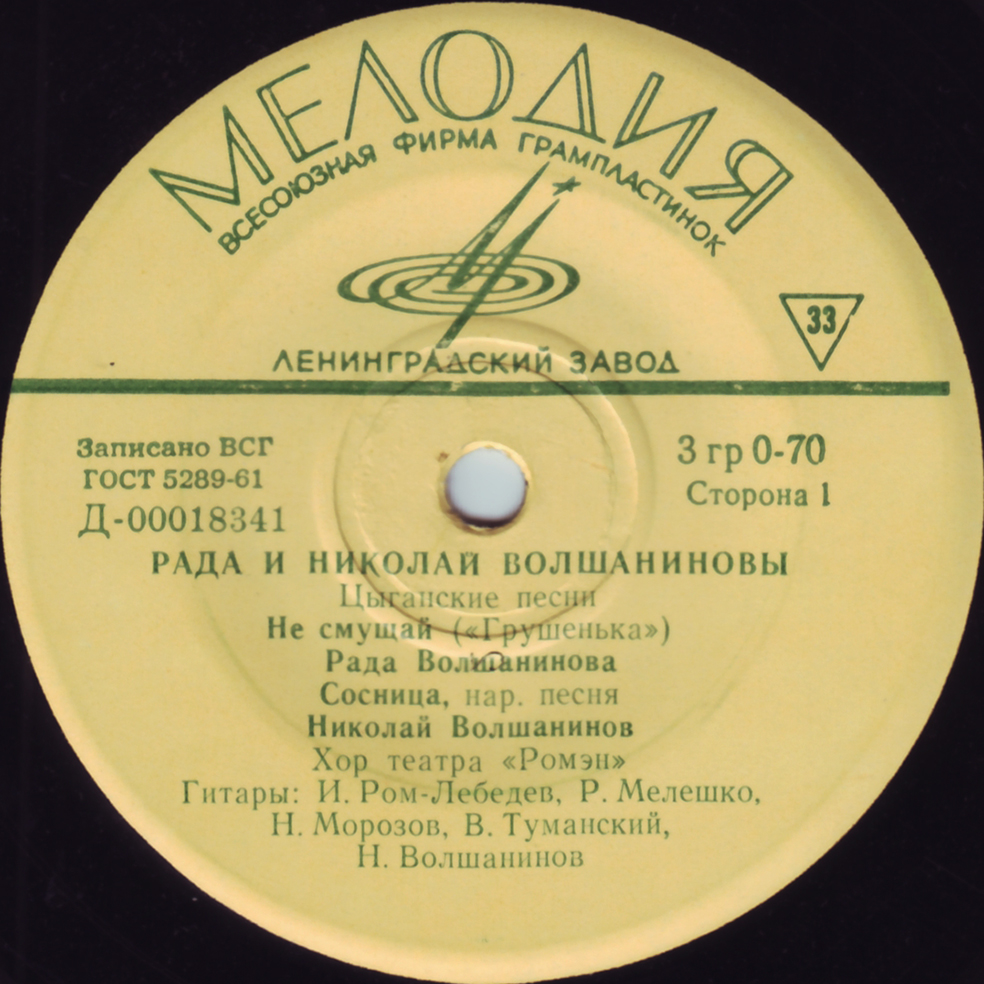 МЕЛОДИЯ
ВСЕСОЮЗНАЯ ФИРМА ГРАМПЛАСТИНОК
33
ЛЕНИНГРАДСКИЙ ЗАВОД
Записано ВСГ
ГОСТ 5289-61
Д-00018341
3 гр 0-70
Сторона 1
РАДА И НИКОЛАЙ ВОЛШАНИНОВЫ
Цыганские песни
Не смущай («Грушенька»)
Рада Волшанинова
Сосница, нар. песня
Николай Волшанинов
Хор театра «Ромэн»
Гитары: И. Ром-Лебедев, Р. Мелешко,
Н. Морозов, В. Туманский,
Н. Волшанинов